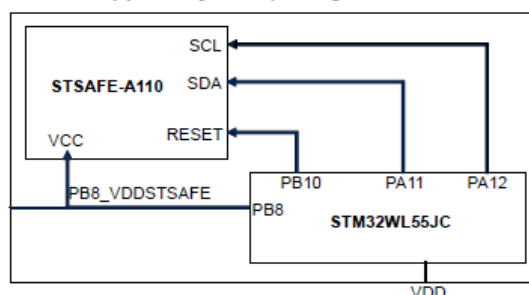 SCL
STSAFE-A110
SDA
RESET
VCC
PB8_VDDSTSAFE
PB10
PA11
PA12
PB8
STM32WL55JC
VDD